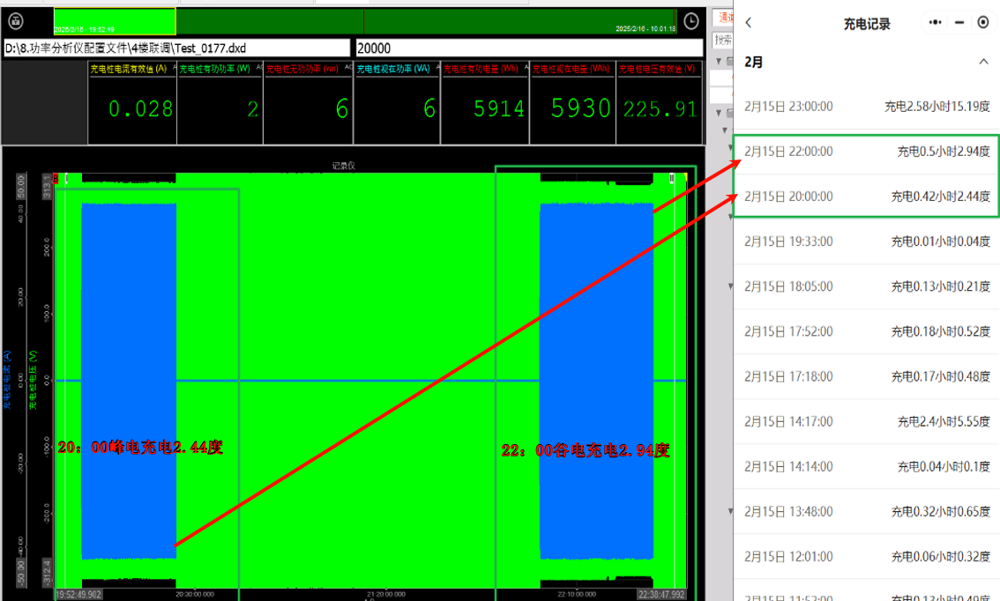 2025/2/16 - 19:52:49
2025/2/16 - 10:01:18
D:\8.功率分析仪配置文件\4楼联调\Test_0177.dxd
20000
充电桩电流有效值 (A)
充电桩有功功率 (W)
充电桩无功功率 (var)
充电桩视在功率 (VA)
充电桩有功电量 (Wh)
充电桩视在电量 (VAh)
充电桩电压有效值 (V)
0.028
2
6
6
5914
5930
225.91
记录仪
50.00
40.00
20.00
0.00
-20.00
-40.00
-50.00
充电桩电流 (A)
313.1
200.0
100.0
0.0
-100.0
-200.0
-312.4
充电桩电压 (V)
20: 00峰电充电2.44度
22: 00谷电充电2.94度
19:52:49.902
20:30:00.000
21:20:00.000
22:10:00.000
22:38:47.992
搜索
充电记录
2月
2月15日 23:00:00 充电2.58小时15.19度
2月15日 22:00:00 充电0.5小时2.94度
2月15日 20:00:00 充电0.42小时2.44度
2月15日 19:33:00 充电0.01小时0.04度
2月15日 18:05:00 充电0.13小时0.21度
2月15日 17:52:00 充电0.18小时0.52度
2月15日 17:18:00 充电0.17小时0.48度
2月15日 14:17:00 充电2.4小时5.55度
2月15日 14:14:00 充电0.04小时0.1度
2月15日 13:48:00 充电0.32小时0.65度
2月15日 12:01:00 充电0.06小时0.32度
2月15日 11:52:00 充电0.13小时0.49度